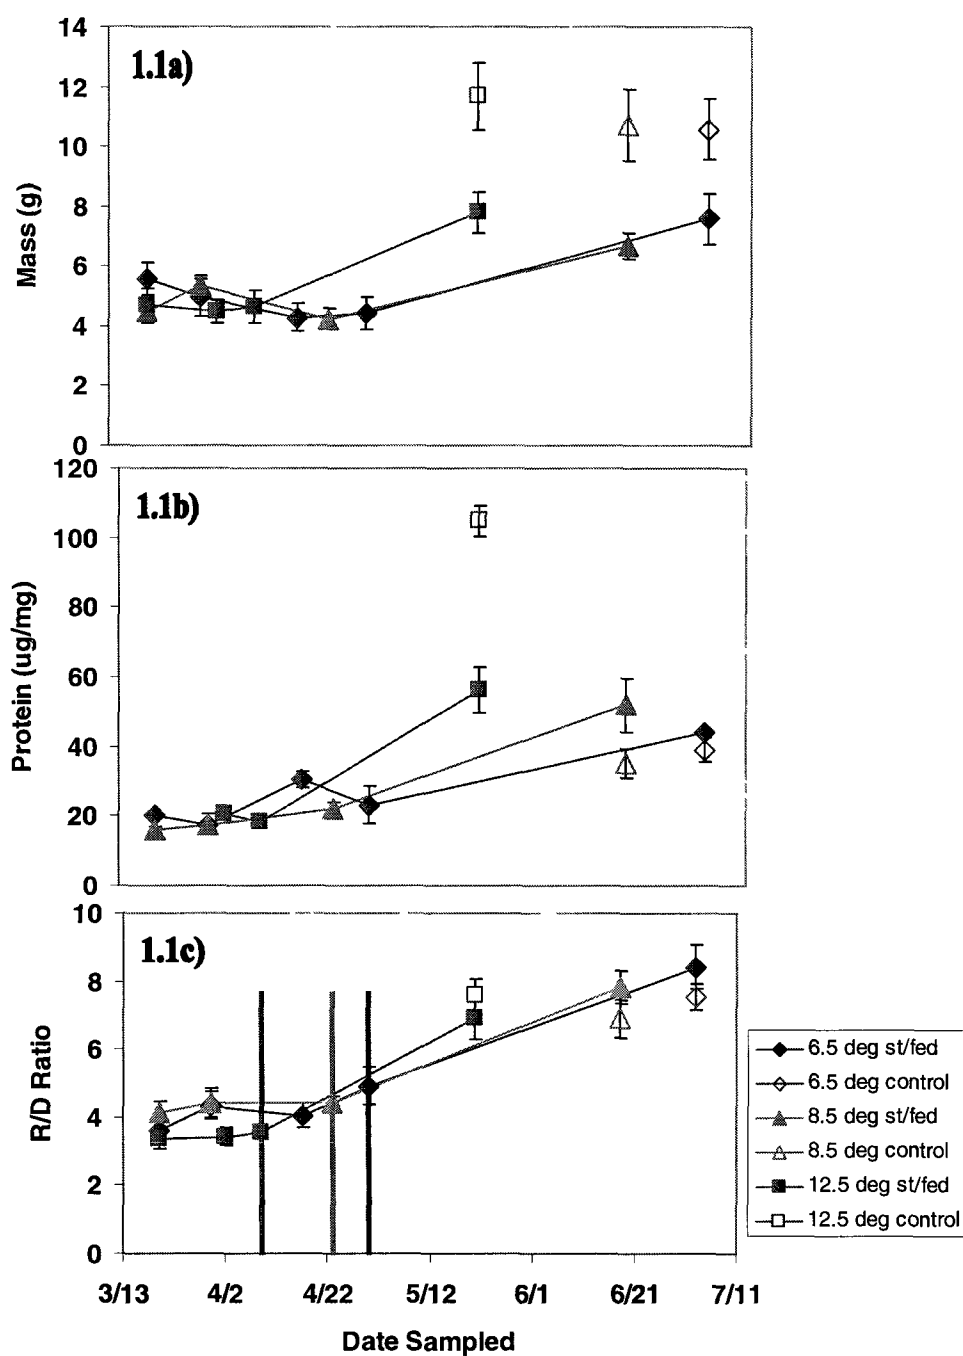 1.1a)
14
12
10
8
6
4
2
0
Mass (g)
1.1b)
120
100
80
60
40
20
0
Protein (ug/mg)
1.1c)
10
8
6
4
2
0
R/D Ratio
3/13 4/2 4/22 5/12 6/1 6/21 7/11
Date Sampled
6.5 deg st/fed
6.5 deg control
8.5 deg st/fed
8.5 deg control
12.5 deg st/fed
12.5 deg control